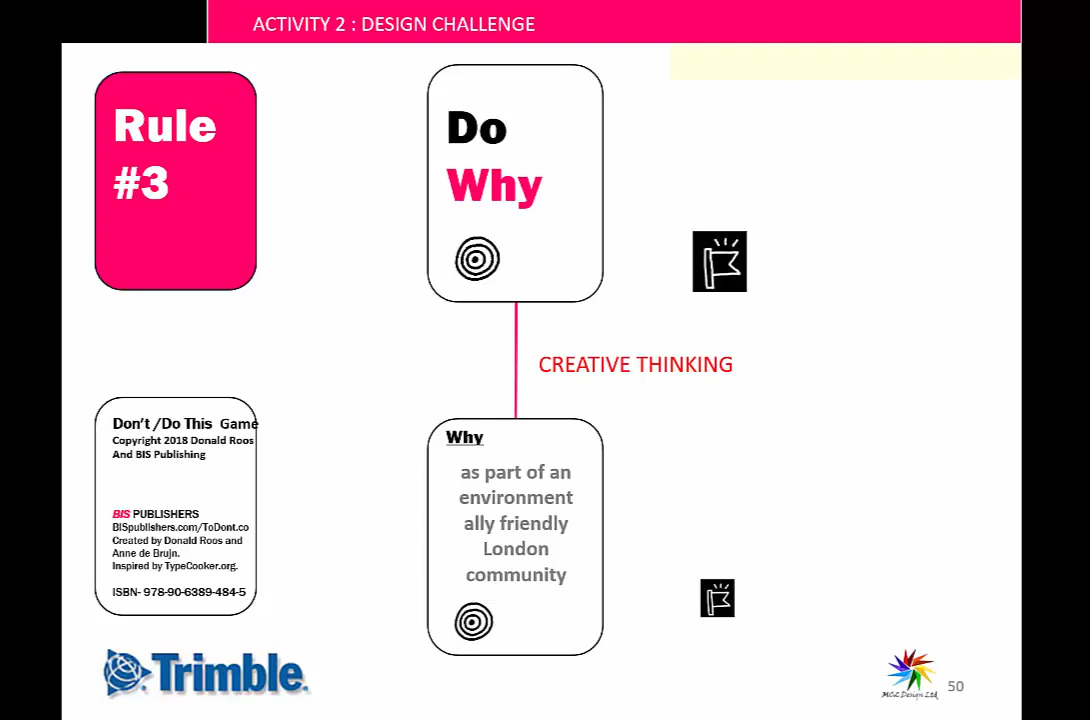 ACTIVITY 2 : DESIGN CHALLENGE
Rule
#3
Do
Why
CREATIVE THINKING
Don't /Do This Game
Copyright 2018 Donald Roos
And BIS Publishing
BIS PUBLISHERS
BISpublishers.com/ToDont.co
Created by Donald Roos and
Anne de Brujn.
Inspired by TypeCooker.org.
ISBN- 978-90-6389-484-5
Why
as part of an
environment
ally friendly
London
community
Trimble.
MCL Design Ltd
50